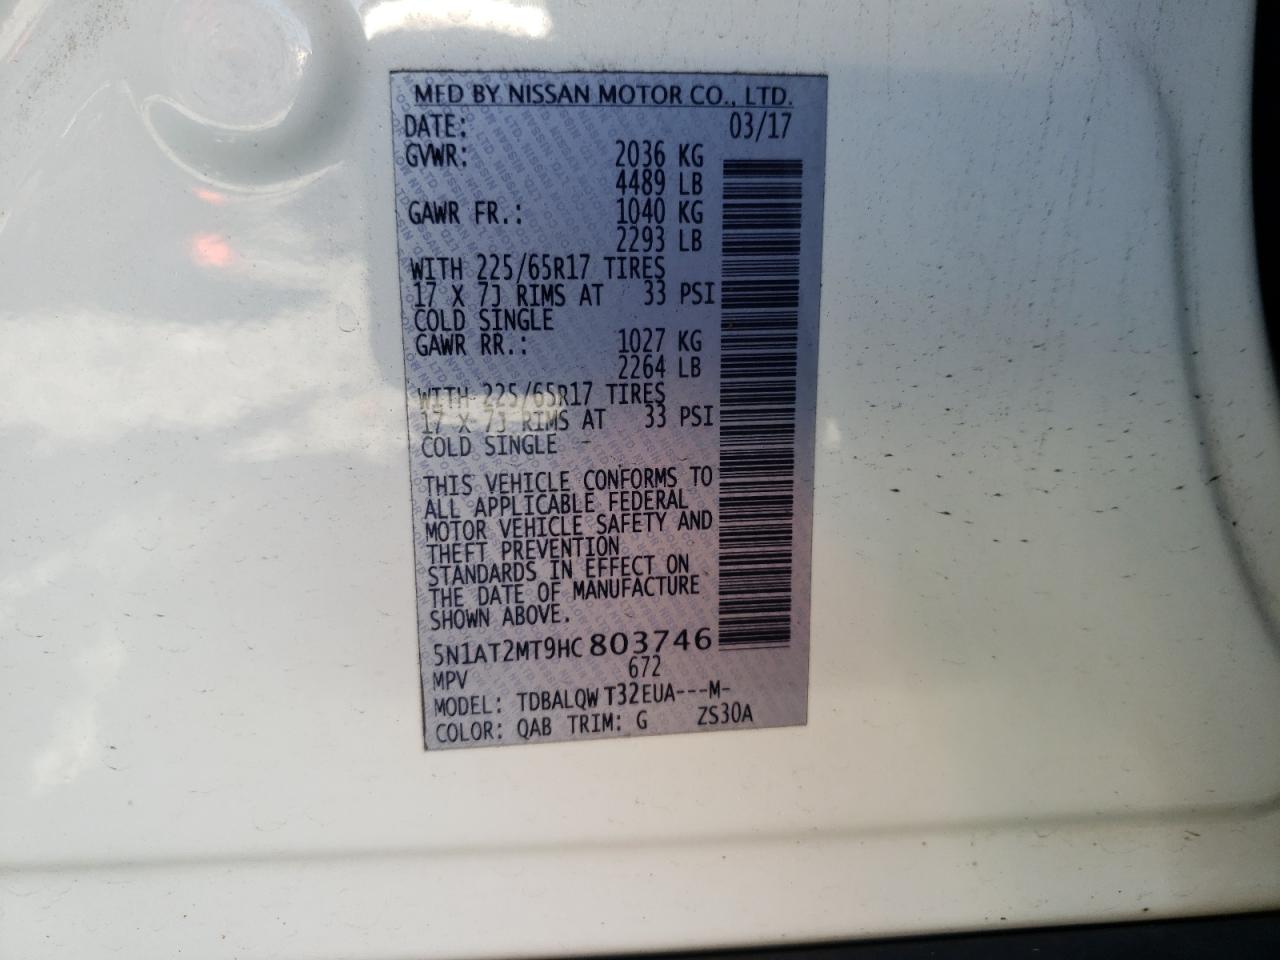 MFD BY NISSAN MOTOR CO., LTD.
DATE: 03/17
GVWR: 2036 KG
4489 LB
GAWR FR.: 1040 KG
2293 LB
WITH 225/65R17 TIRES
17 X 7J RIMS AT 33 PSI
COLD SINGLE
GAWR RR.: 1027 KG
2264 LB
WITH 225/65R17 TIRES
17 X 7J RIMS AT 33 PSI
COLD SINGLE
THIS VEHICLE CONFORMS TO
ALL APPLICABLE FEDERAL
MOTOR VEHICLE SAFETY AND
THEFT PREVENTION
STANDARDS IN EFFECT ON
THE DATE OF MANUFACTURE
SHOWN ABOVE.
5N1AT2MT9HC 803746
MPV 672
MODEL: TDBALQW T32EUA---M-
COLOR: QAB TRIM: G ZS30A